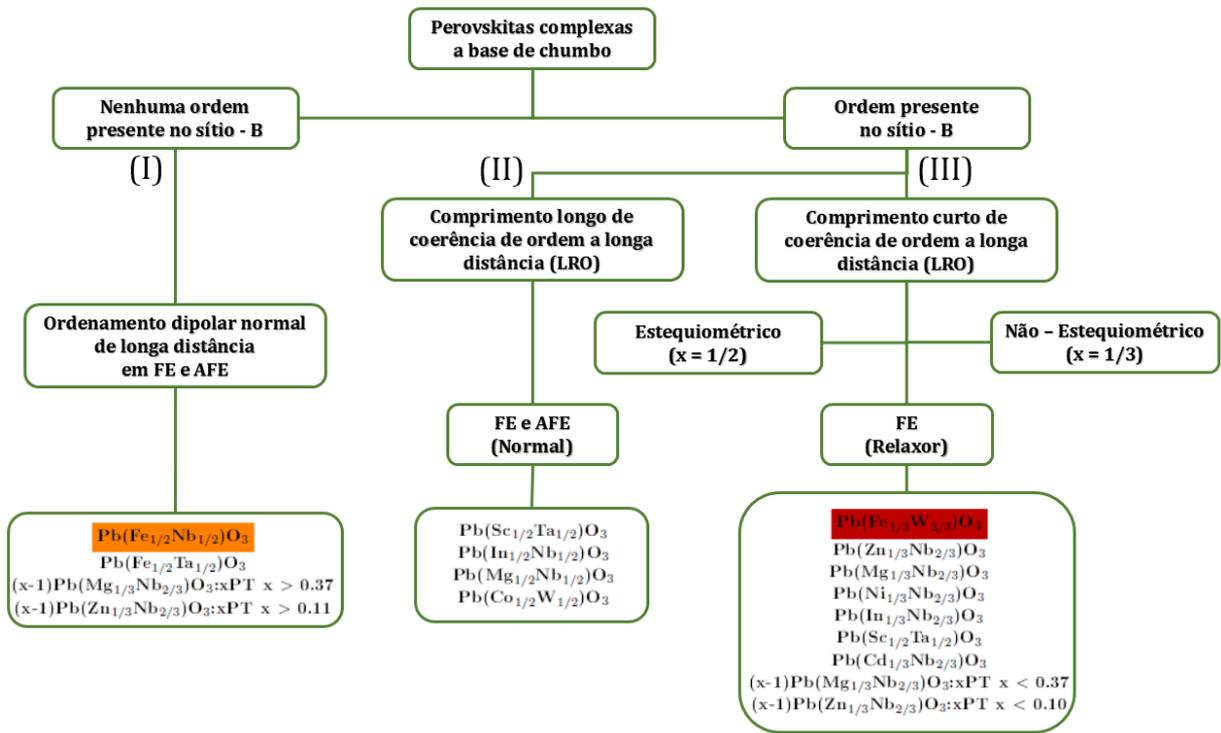 Perovskitas complexas
a base de chumbo
Nenhuma ordem
presente no sítio - B
Ordem presente
no sítio - B
(I)
(II)
(III)
Comprimento longo de
coerência de ordem a longa
distância (LRO)
Comprimento curto de
coerência de ordem a longa
distância (LRO)
Ordenamento dipolar normal
de longa distância
em FE e AFE
Estequiométrico
(x = 1/2)
Não – Estequiométrico
(x = 1/3)
FE e AFE
(Normal)
FE
(Relaxor)
Pb(Fe1/2Nb1/2)O3
Pb(Fe1/2Ta1/2)O3
(x-1)Pb(Mg1/3Nb2/3)O3:xPT x > 0.37
(x-1)Pb(Zn1/3Nb2/3)O3:xPT x > 0.11
Pb(Sc1/2Ta1/2)O3
Pb(In1/2Nb1/2)O3
Pb(Mg1/2Nb1/2)O3
Pb(Co1/2W1/2)O3
Pb(Fe1/3W2/3)O3
Pb(Zn1/3Nb2/3)O3
Pb(Mg1/3Nb2/3)O3
Pb(Ni1/3Nb2/3)O3
Pb(In1/3Nb2/3)O3
Pb(Sc1/2Ta1/2)O3
Pb(Cd1/3Nb2/3)O3
(x-1)Pb(Mg1/3Nb2/3)O3:xPT x < 0.37
(x-1)Pb(Zn1/3Nb2/3)O3:xPT x < 0.10